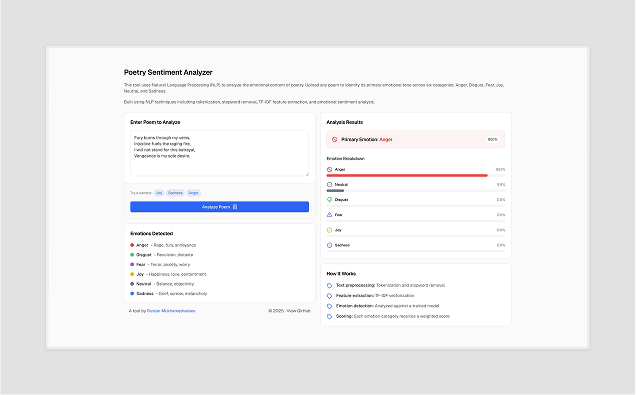 Poetry Sentiment Analyzer
This tool uses Natural Language Processing (NLP) to analyze the emotional content of poetry. Upload any poem to identify its primary emotional tone across six categories: Anger, Disgust, Fear, Joy,
Neutral, and Sadness.
Built using NLP techniques including tokenization, stopword removal, TF-IDF feature extraction, and emotional sentiment analysis.
Enter Poem to Analyze
Fury burns through my veins,
Injustice fuels the raging fire,
I will not stand for this betrayal,
Vengeance is my sole desire.
Try a sample:
Joy
Sadness
Anger
Analyze Poem
Emotions Detected
Anger - Rage, fury, annoyance
Disgust - Revulsion, distaste
Fear - Terror, anxiety, worry
Joy - Happiness, love, contentment
Neutral - Balance, objectivity
Sadness - Grief, sorrow, melancholy
A tool by Ruslan
© 2025 · View GitHub
Analysis Results
Primary Emotion: Anger
90.1%
Emotion Breakdown
Anger
90.1%
Neutral
9.9%
Disgust
0.0%
Fear
0.0%
Joy
0.0%
Sadness
0.0%
How It Works
Text preprocessing: Tokenization and stopword removal
Feature extraction: TF-IDF vectorization
Emotion detection: Analyzed against a trained model
Scoring: Each emotion category receives a weighted score